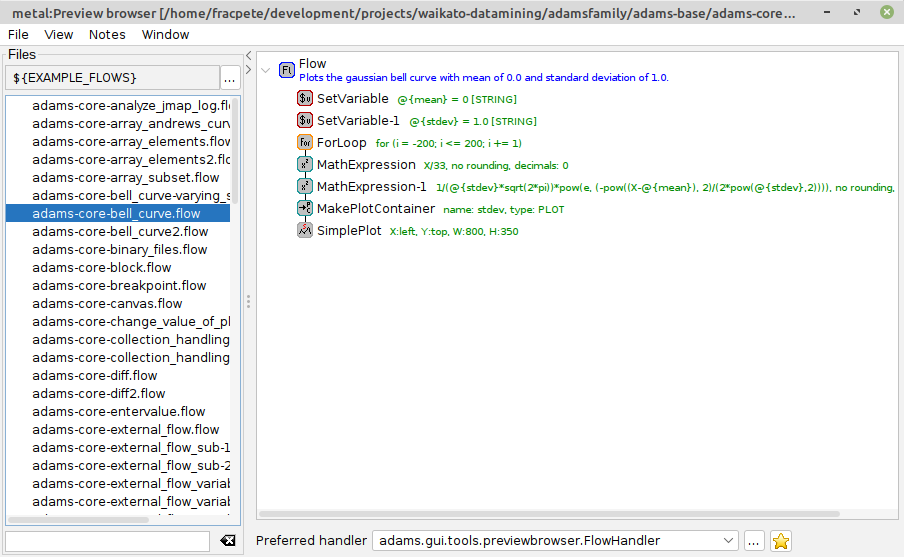 metal:Preview browser [/home/fracpete/development/projects/waikato-datamining/adamsfamily/adams-base/adams-core...
File View Notes Window
Files
${EXAMPLE_FLOWS}
...
adams-core-analyze_jmap_log.fl
adams-core-array_andrews_curv
adams-core-array_elements.flow
adams-core-array_elements2.flo
adams-core-array_subset.flow
adams-core-bell_curve-varying_s
adams-core-bell_curve.flow
adams-core-bell_curve2.flow
adams-core-binary_files.flow
adams-core-block.flow
adams-core-breakpoint.flow
adams-core-canvas.flow
adams-core-change_value_of_pl
adams-core-collection_handling
adams-core-collection_handling
adams-core-diff.flow
adams-core-diff2.flow
adams-core-entervalue.flow
adams-core-external_flow.flow
adams-core-external_flow_sub-1
adams-core-external_flow_sub-2
adams-core-external_flow_variab
adams-core-external_flow_variab
Ft Flow
Plots the gaussian bell curve with mean of 0.0 and standard deviation of 1.0.
$υ SetVariable @{mean} = 0 [STRING]
$υ SetVariable-1 @{stdev} = 1.0 [STRING]
For ForLoop for (i = -200; i <= 200; i += 1)
x² MathExpression X/33, no rounding, decimals: 0
x² MathExpression-1 1/(@{stdev}*sqrt(2*pi))*pow(e, (-pow((X-@{mean}), 2)/(2*pow(@{stdev},2)))), no rounding,
MakePlotContainer name: stdev, type: PLOT
SimplePlot X:left, Y:top, W:800, H:350
Preferred handler adams.gui.tools.previewbrowser.FlowHandler ...